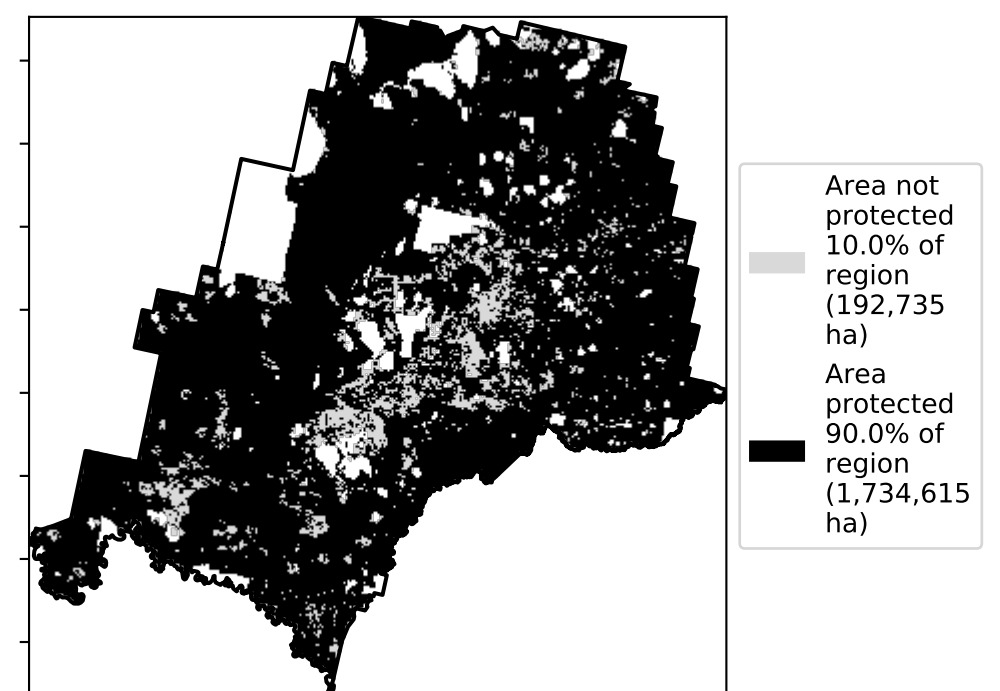 Area not
protected
10.0% of
region
(192,735
ha)
Area
protected
90.0% of
region
(1,734,615
ha)